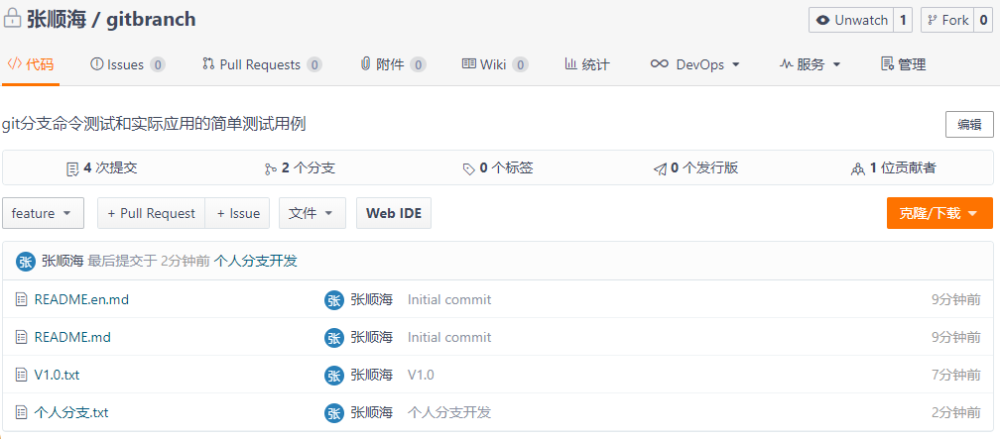 张顺海 / gitbranch Unwatch 1 Fork 0
代码 Issues 0 Pull Requests 0 附件 0 Wiki 0 统计 DevOps 服务 管理
git分支命令测试和实际应用的简单测试用例 编辑
4 次提交 2 个分支 0 个标签 0 个发行版 1 位贡献者
feature + Pull Request + Issue 文件 Web IDE 克隆/下载
张 张顺海 最后提交于 2分钟前 个人分支开发
README.en.md 张 张顺海 Initial commit 9分钟前
README.md 张 张顺海 Initial commit 9分钟前
V1.0.txt 张 张顺海 V1.0 7分钟前
个人分支.txt 张 张顺海 个人分支开发 2分钟前